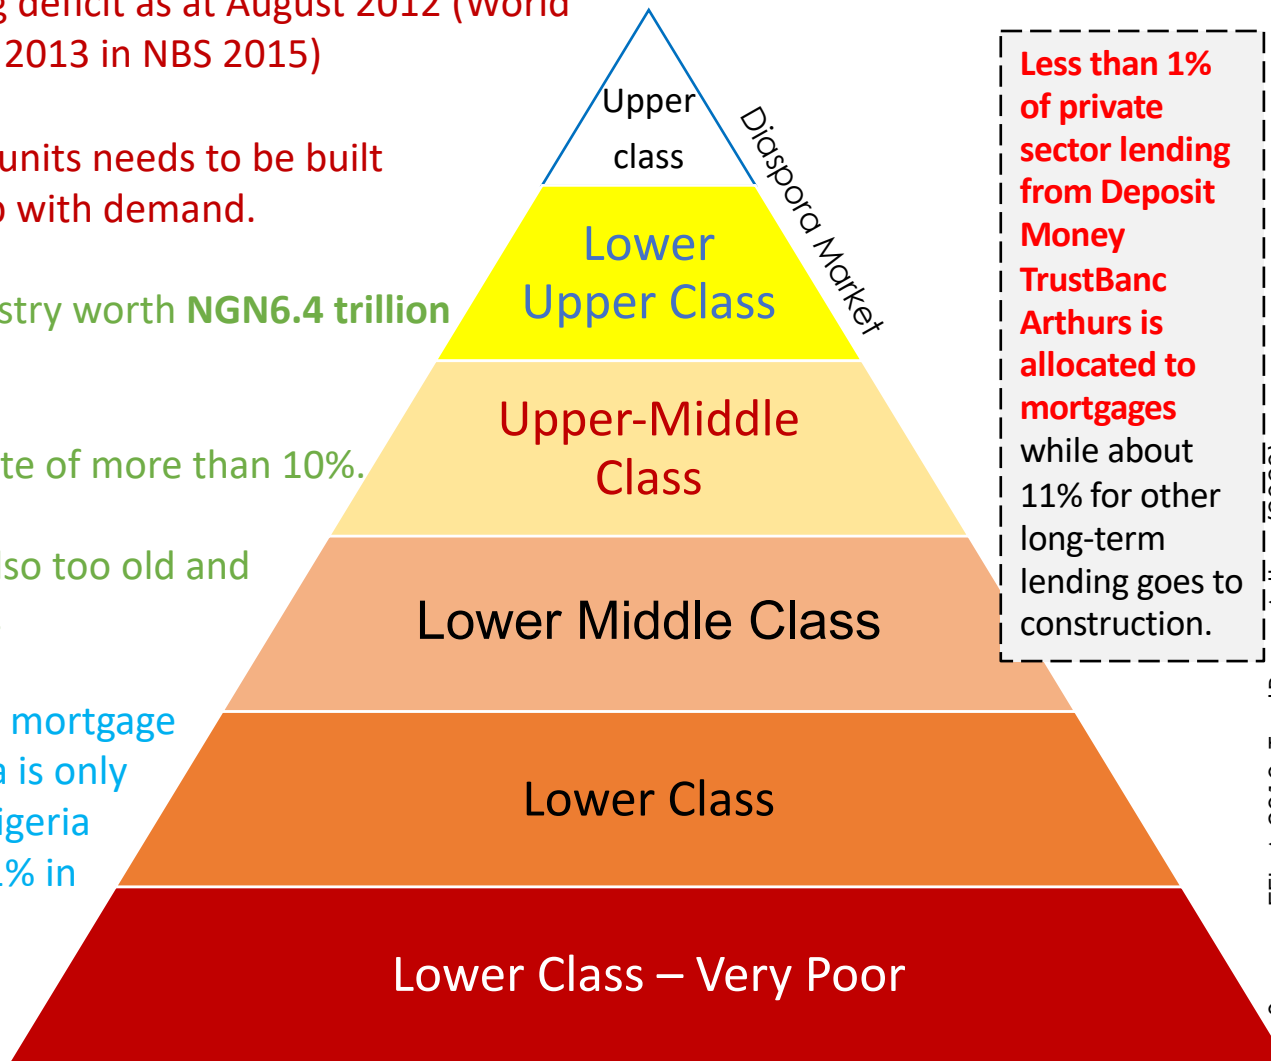 deficit as at August 2012 (World
2013 in NBS 2015)
units needs to be built
with demand.
worth NGN6.4 trillion
of more than 10%.
too old and
mortgage
is only
in
Upper
class
Diaspora Market
Lower
Upper Class
Upper-Middle
Class
Lower Middle Class
Lower Class
Lower Class – Very Poor
Less than 1%
of private
sector lending
from Deposit
Money
TrustBanc
Arthurs is
allocated to
mortgages
while about
11% for other
long-term
lending goes to
construction.